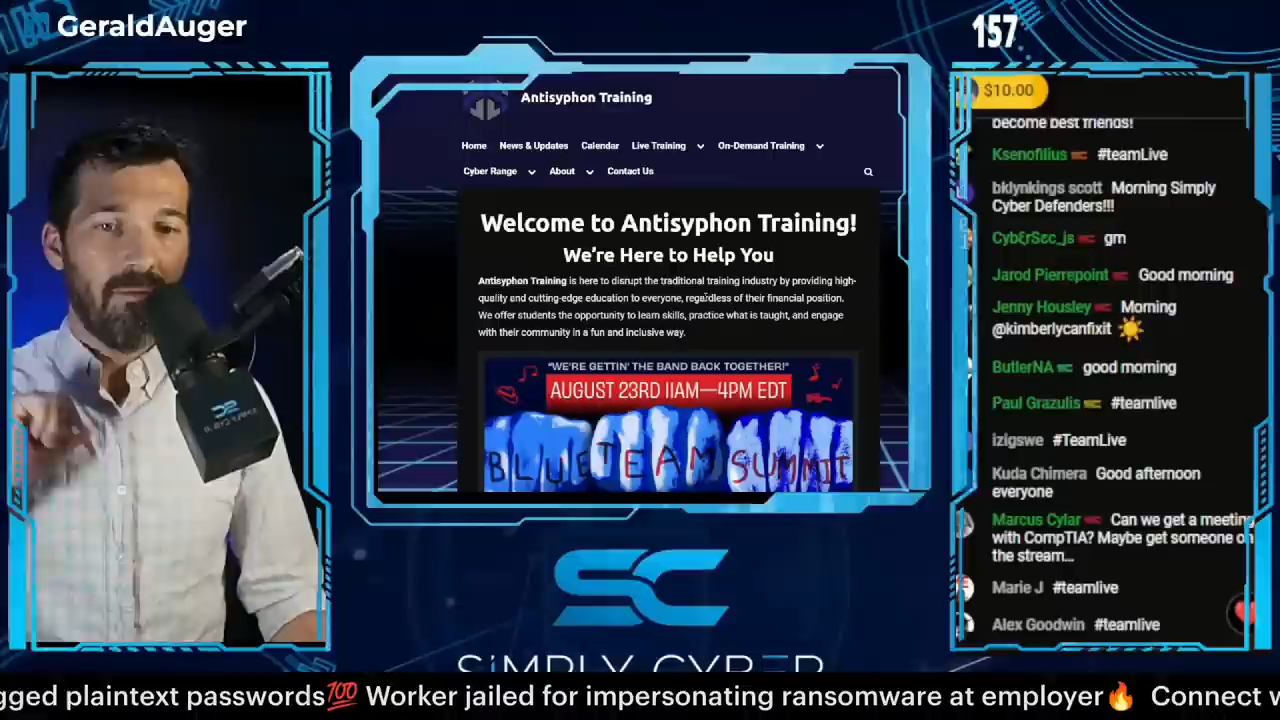 GeraldAuger
157
Antisyphon Training
Home News & Updates Calendar Live Training On-Demand Training
Cyber Range About Contact Us
Welcome to Antisyphon Training!
We're Here to Help You
Antisyphon Training is here to disrupt the traditional training industry by providing high-
quality and cutting-edge education to everyone, regardless of their financial position.
We offer students the opportunity to learn skills, practice what is taught, and engage
with their community in a fun and inclusive way.
"WE'RE GETTIN' THE BAND BACK TOGETHER!"
AUGUST 23RD 11AM—4PM EDT
BLUE TEAM SUMMIT
$10.00
become best friends!
Ksenofilius #teamLive
bklynkings scott Morning Simply
Cyber Defenders!!!
CybξrSεc_js gm
Jarod Pierrepoint Good morning
Jenny Housley Morning
@kimberlycanfixit ☀️
ButlerNA good morning
Paul Grazulis #teamlive
izigswe #TeamLive
Kuda Chimera Good afternoon
everyone
Marcus Cylar Can we get a meeting
with CompTIA? Maybe get someone on
the stream...
Marie J #teamlive
Alex Goodwin #teamlive
SC
SIMPLY CYBER
gged plaintext passwords💯 Worker jailed for impersonating ransomware at employer🔥 Connect w